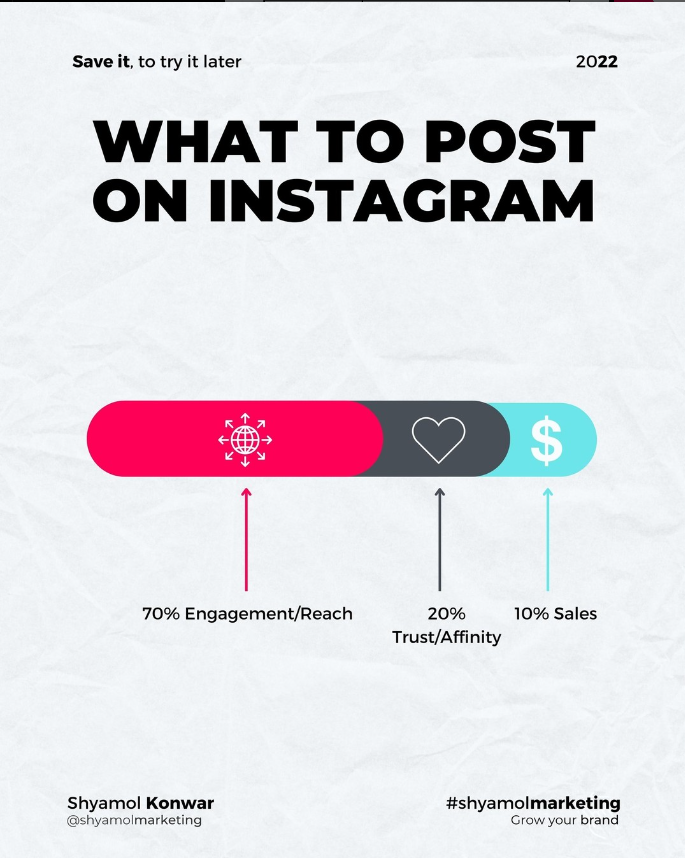 Save it, to try it later
2022
WHAT TO POST
ON INSTAGRAM
$
70% Engagement/Reach
20%
Trust/Affinity
10% Sales
Shyamol Konwar
@shyamolmarketing
#shyamolmarketing
Grow your brand